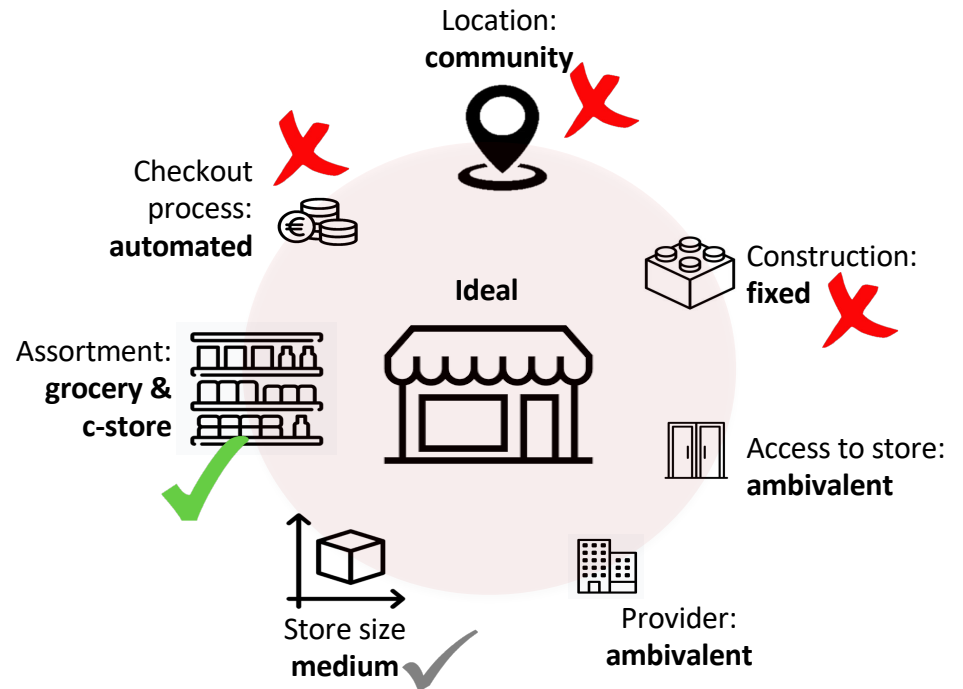 Location:
community
Checkout
process:
automated
€
Construction:
fixed
Ideal
Assortment:
grocery &
c-store
Access to store:
ambivalent
Store size
medium
Provider:
ambivalent